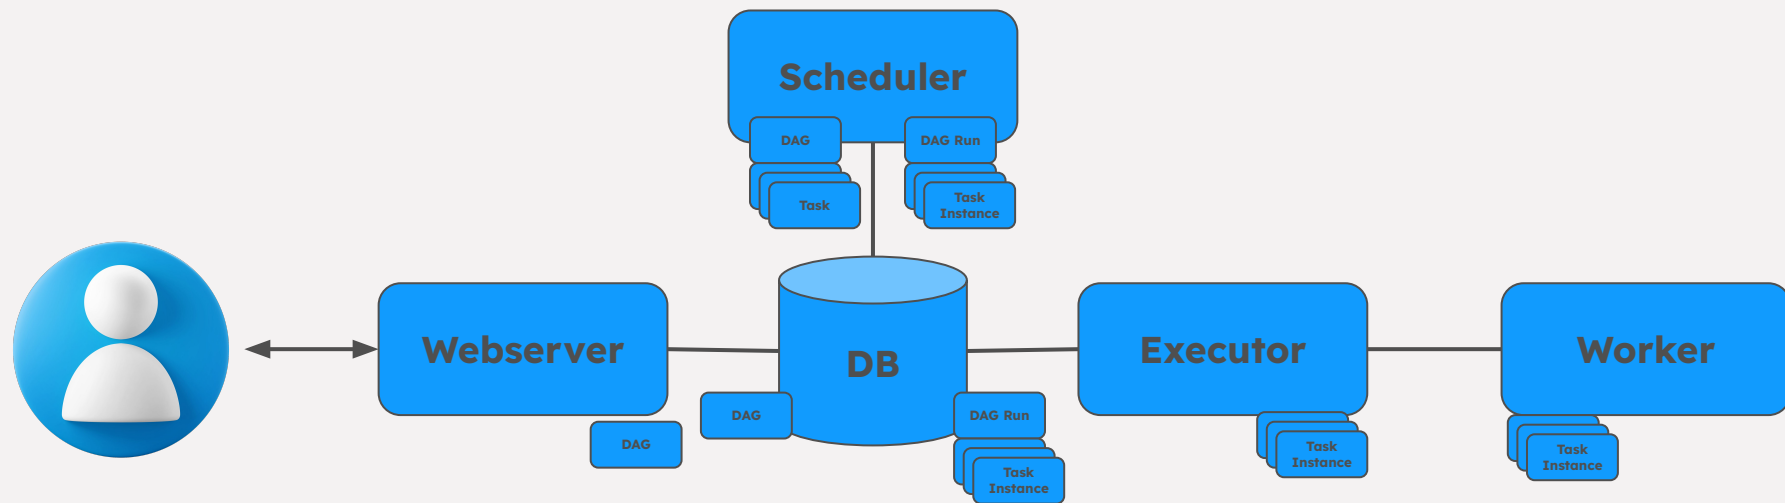 Scheduler
DAG
DAG Run
Task
Task
Instance
Webserver
DB
Executor
Worker
DAG
DAG
DAG Run
Task
Instance
Task
Instance
Task
Instance